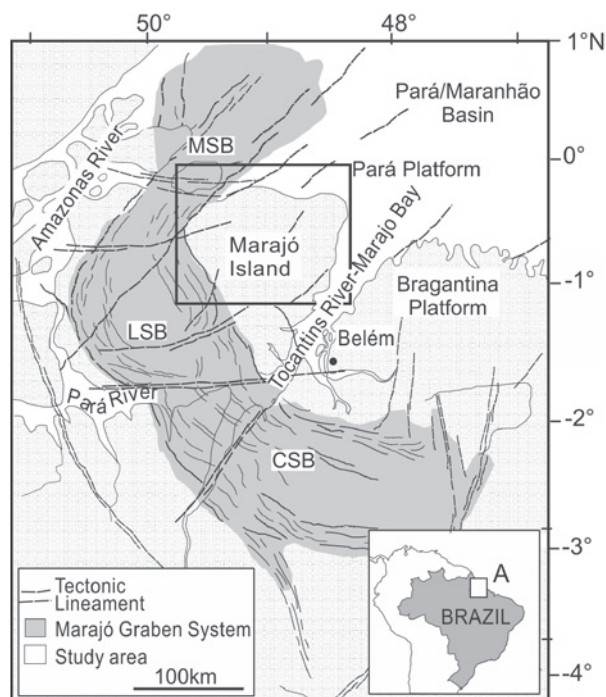 50°
48°
1°N
Pará/Maranhão
Basin
MSB
0°
Pará Platform
Amazonas River
Marajó
Island
-1°
Bragantina
Platform
Tocantins River-Marajo Bay
LSB
Belém
Pará River
-2°
CSB
-3°
A
BRAZIL
Tectonic
Lineament
Marajó Graben System
Study area
100km
-4°